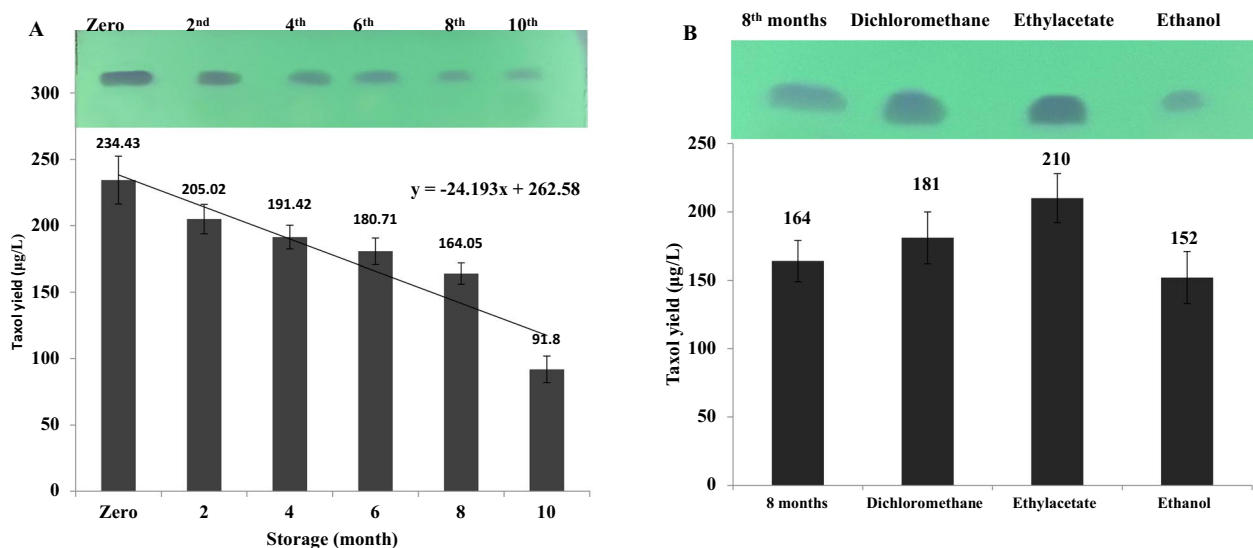 A
Zero 2nd 4th 6th 8th 10th
300
250
200
150
100
50
0
Taxol yield (µg/L)
234.43
205.02
191.42
180.71
164.05
91.8
y = -24.193x + 262.58
Zero 2 4 6 8 10
Storage (month)
B
8th months Dichloromethane Ethylacetate Ethanol
250
200
150
100
50
0
Taxol yield (µg/L)
164
181
210
152
8 months Dichloromethane Ethylacetate Ethanol